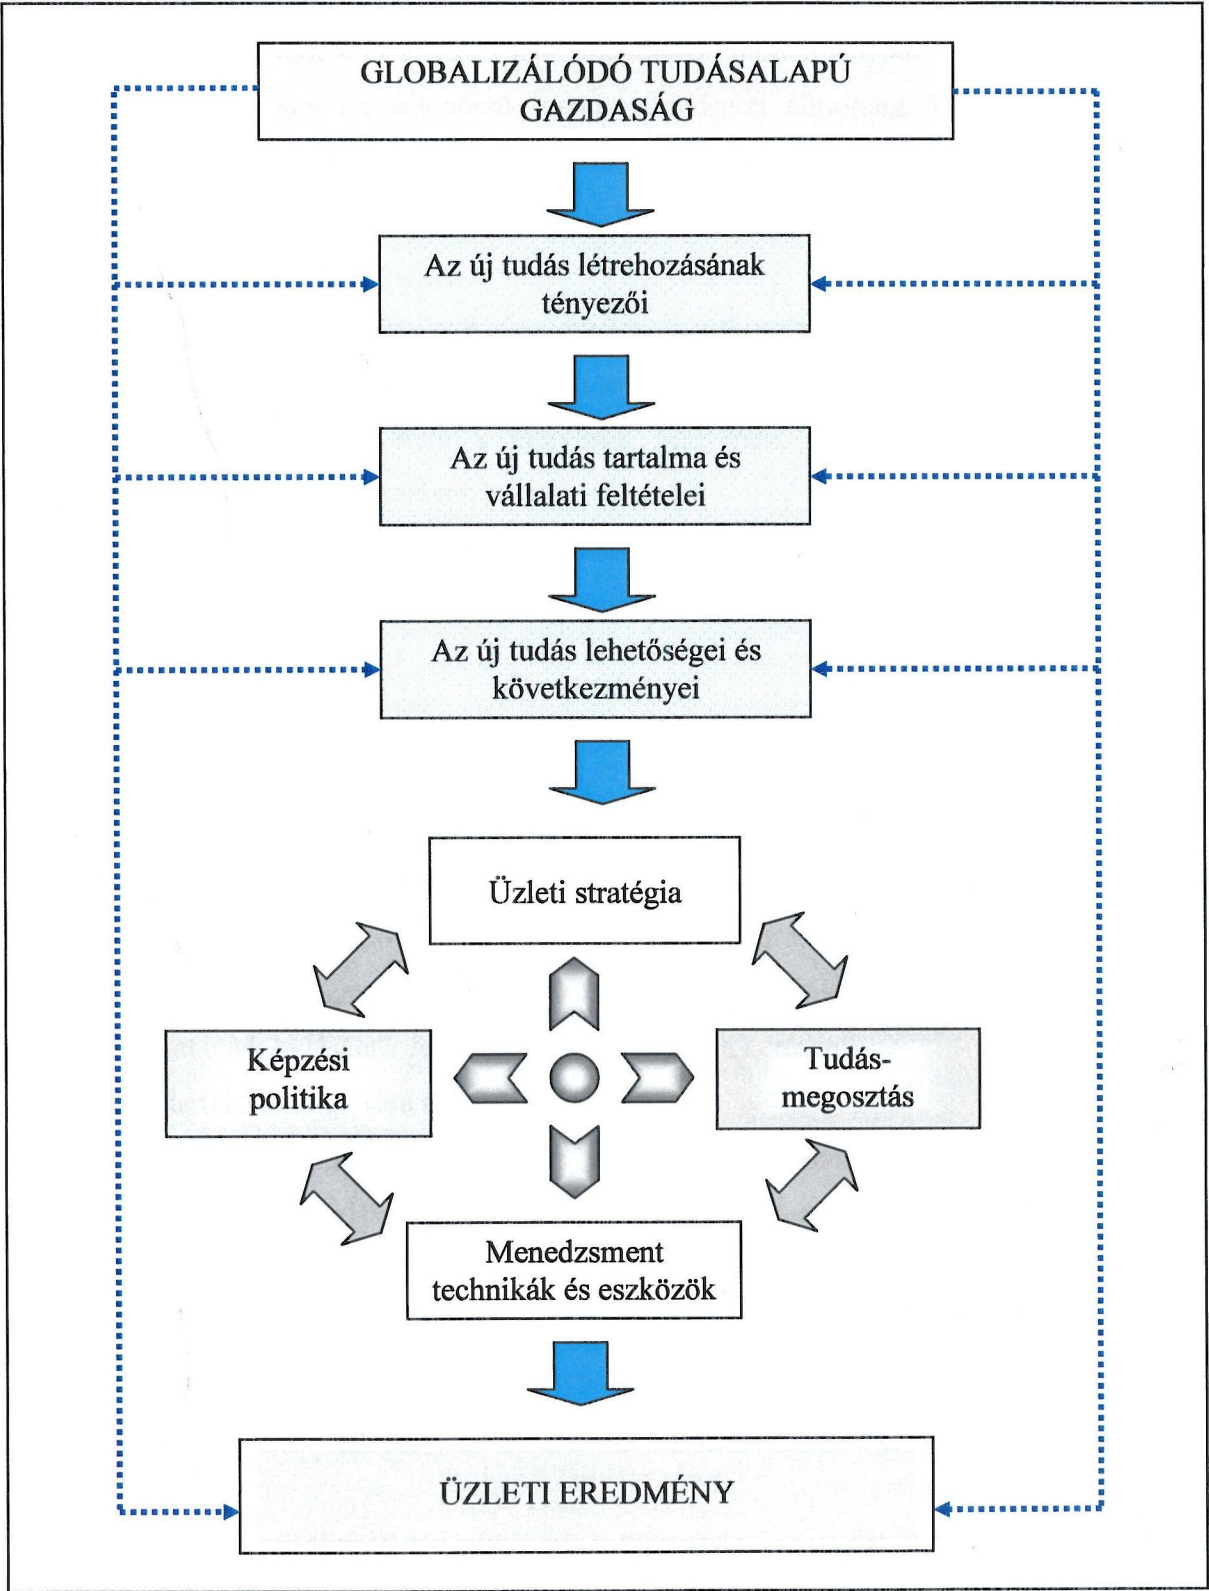 GLOBALIZÁLÓDÓ TUDÁSALAPÚ
GAZDASÁG
Az új tudás létrehozásának
tényezői
Az új tudás tartalma és
vállalati feltételei
Az új tudás lehetőségei és
következményei
Üzleti stratégia
Képzési
politika
Tudás-
megosztás
Menedzsment
technikák és eszközök
ÜZLETI EREDMÉNY